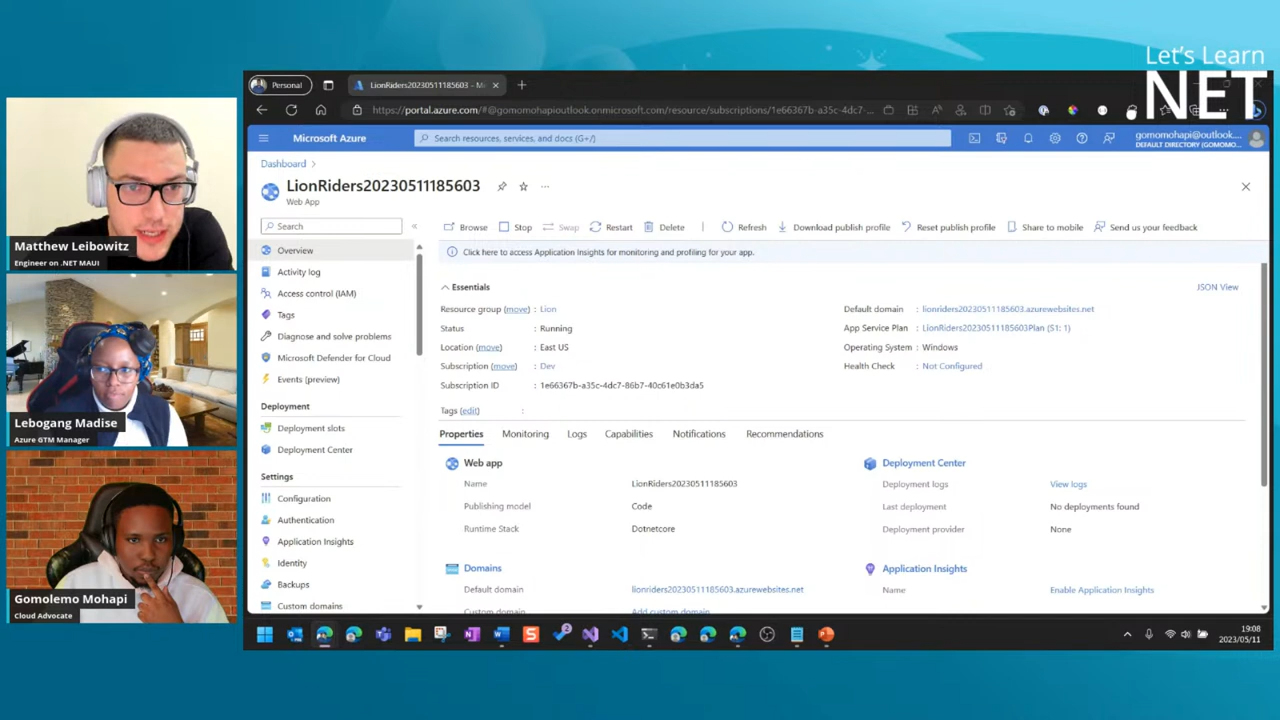 Let's Learn
.NET
Personal
LionRiders20230511185603 - Mi
https://portal.azure.com/#@gomomohapioutlook.onmicrosoft.com/resource/subscriptions/1e66367b-a35c-4dc7-...
Microsoft Azure
Search resources, services, and docs (G+/)
gomomohapi@outlook....
DEFAULT DIRECTORY (GOMOMO...
Dashboard >
LionRiders20230511185603
Web App
Search
Browse Stop Swap Restart Delete Refresh Download publish profile Reset publish profile Share to mobile Send us your feedback
Overview
Activity log
Access control (IAM)
Tags
Diagnose and solve problems
Microsoft Defender for Cloud
Events (preview)
Deployment
Deployment slots
Deployment Center
Settings
Configuration
Authentication
Application Insights
Identity
Backups
Custom domains
Click here to access Application Insights for monitoring and profiling for your app.
Essentials
JSON View
Resource group (move) : Lion
Status : Running
Location (move) : East US
Subscription (move) : Dev
Subscription ID : 1e66367b-a35c-4dc7-86b7-40c61e0b3da5
Default domain : lionriders20230511185603.azurewebsites.net
App Service Plan : LionRiders20230511185603Plan (S1: 1)
Operating System : Windows
Health Check : Not Configured
Tags (edit) :
Properties Monitoring Logs Capabilities Notifications Recommendations
Web app
Name LionRiders20230511185603
Publishing model Code
Runtime Stack Dotnetcore
Domains
Default domain lionriders20230511185603.azurewebsites.net
Custom domain Add custom domain
Deployment Center
Deployment logs View logs
Last deployment No deployments found
Deployment provider None
Application Insights
Name Enable Application Insights
19:08
2023/05/11
Matthew Leibowitz
Engineer on .NET MAUI
Lebogang Madise
Azure GTM Manager
Gomolemo Mohapi
Cloud Advocate